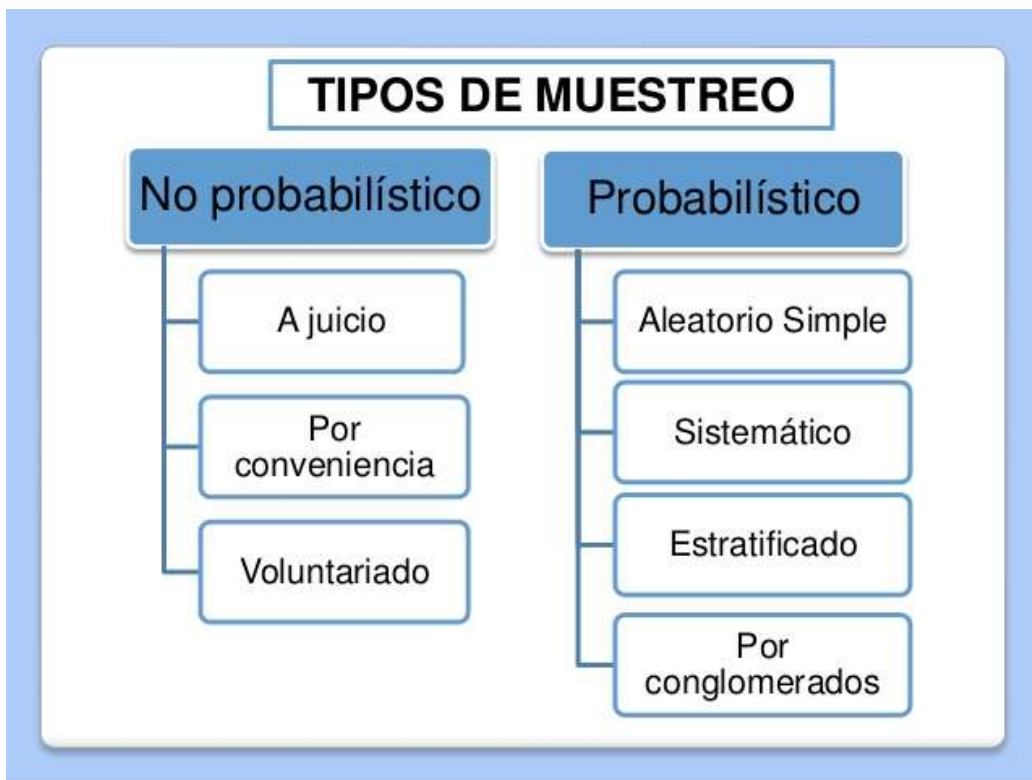 TIPOS DE MUESTREO
No probabilístico
A juicio
Por
conveniencia
Voluntariado
Probabilístico
Aleatorio Simple
Sistemático
Estratificado
Por
conglomerados